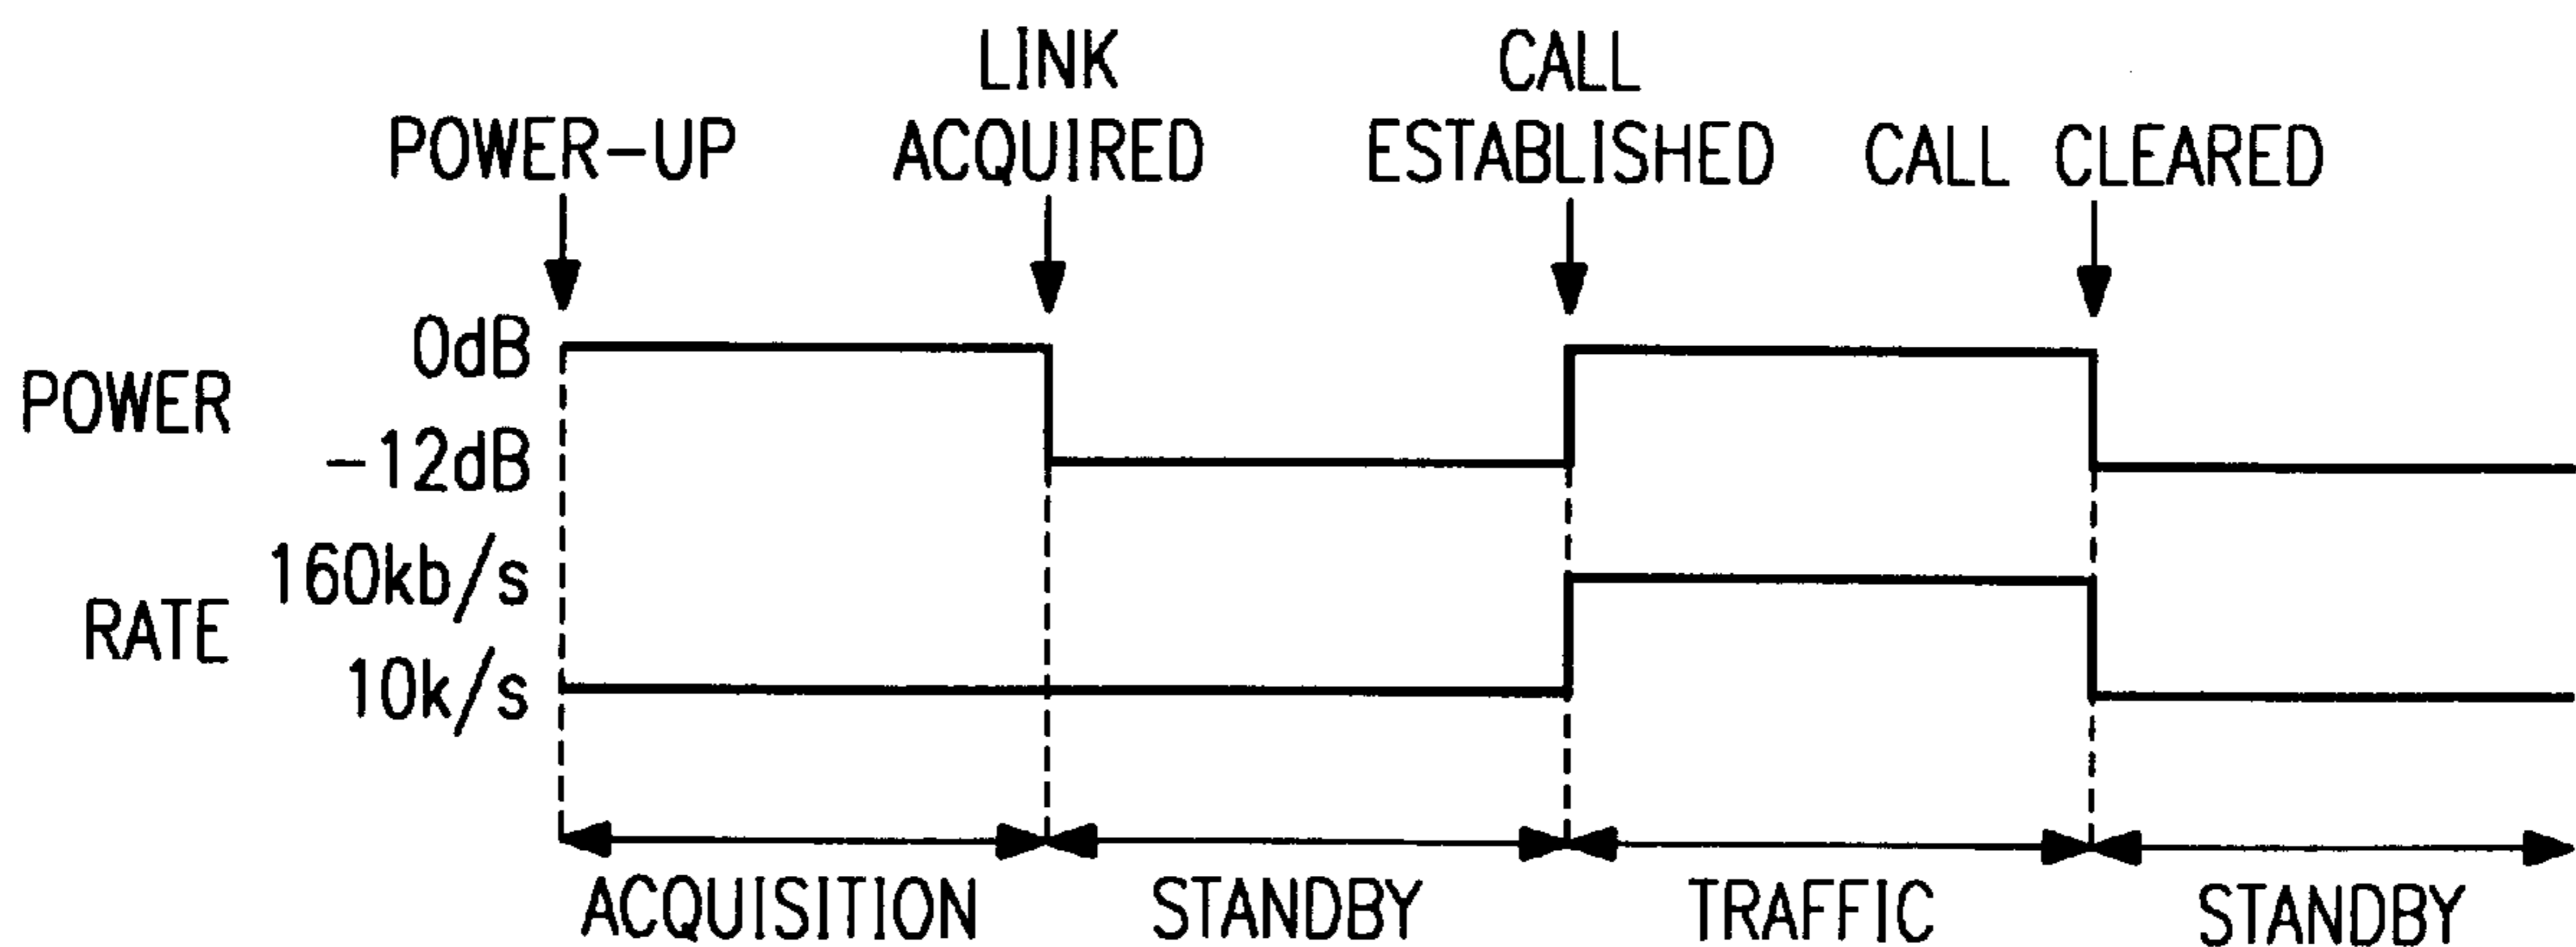 POWER-UP
LINK
ACQUIRED
CALL
ESTABLISHED
CALL CLEARED
POWER
0dB
-12dB
RATE
160kb/s
10k/s
ACQUISITION
STANDBY
TRAFFIC
STANDBY